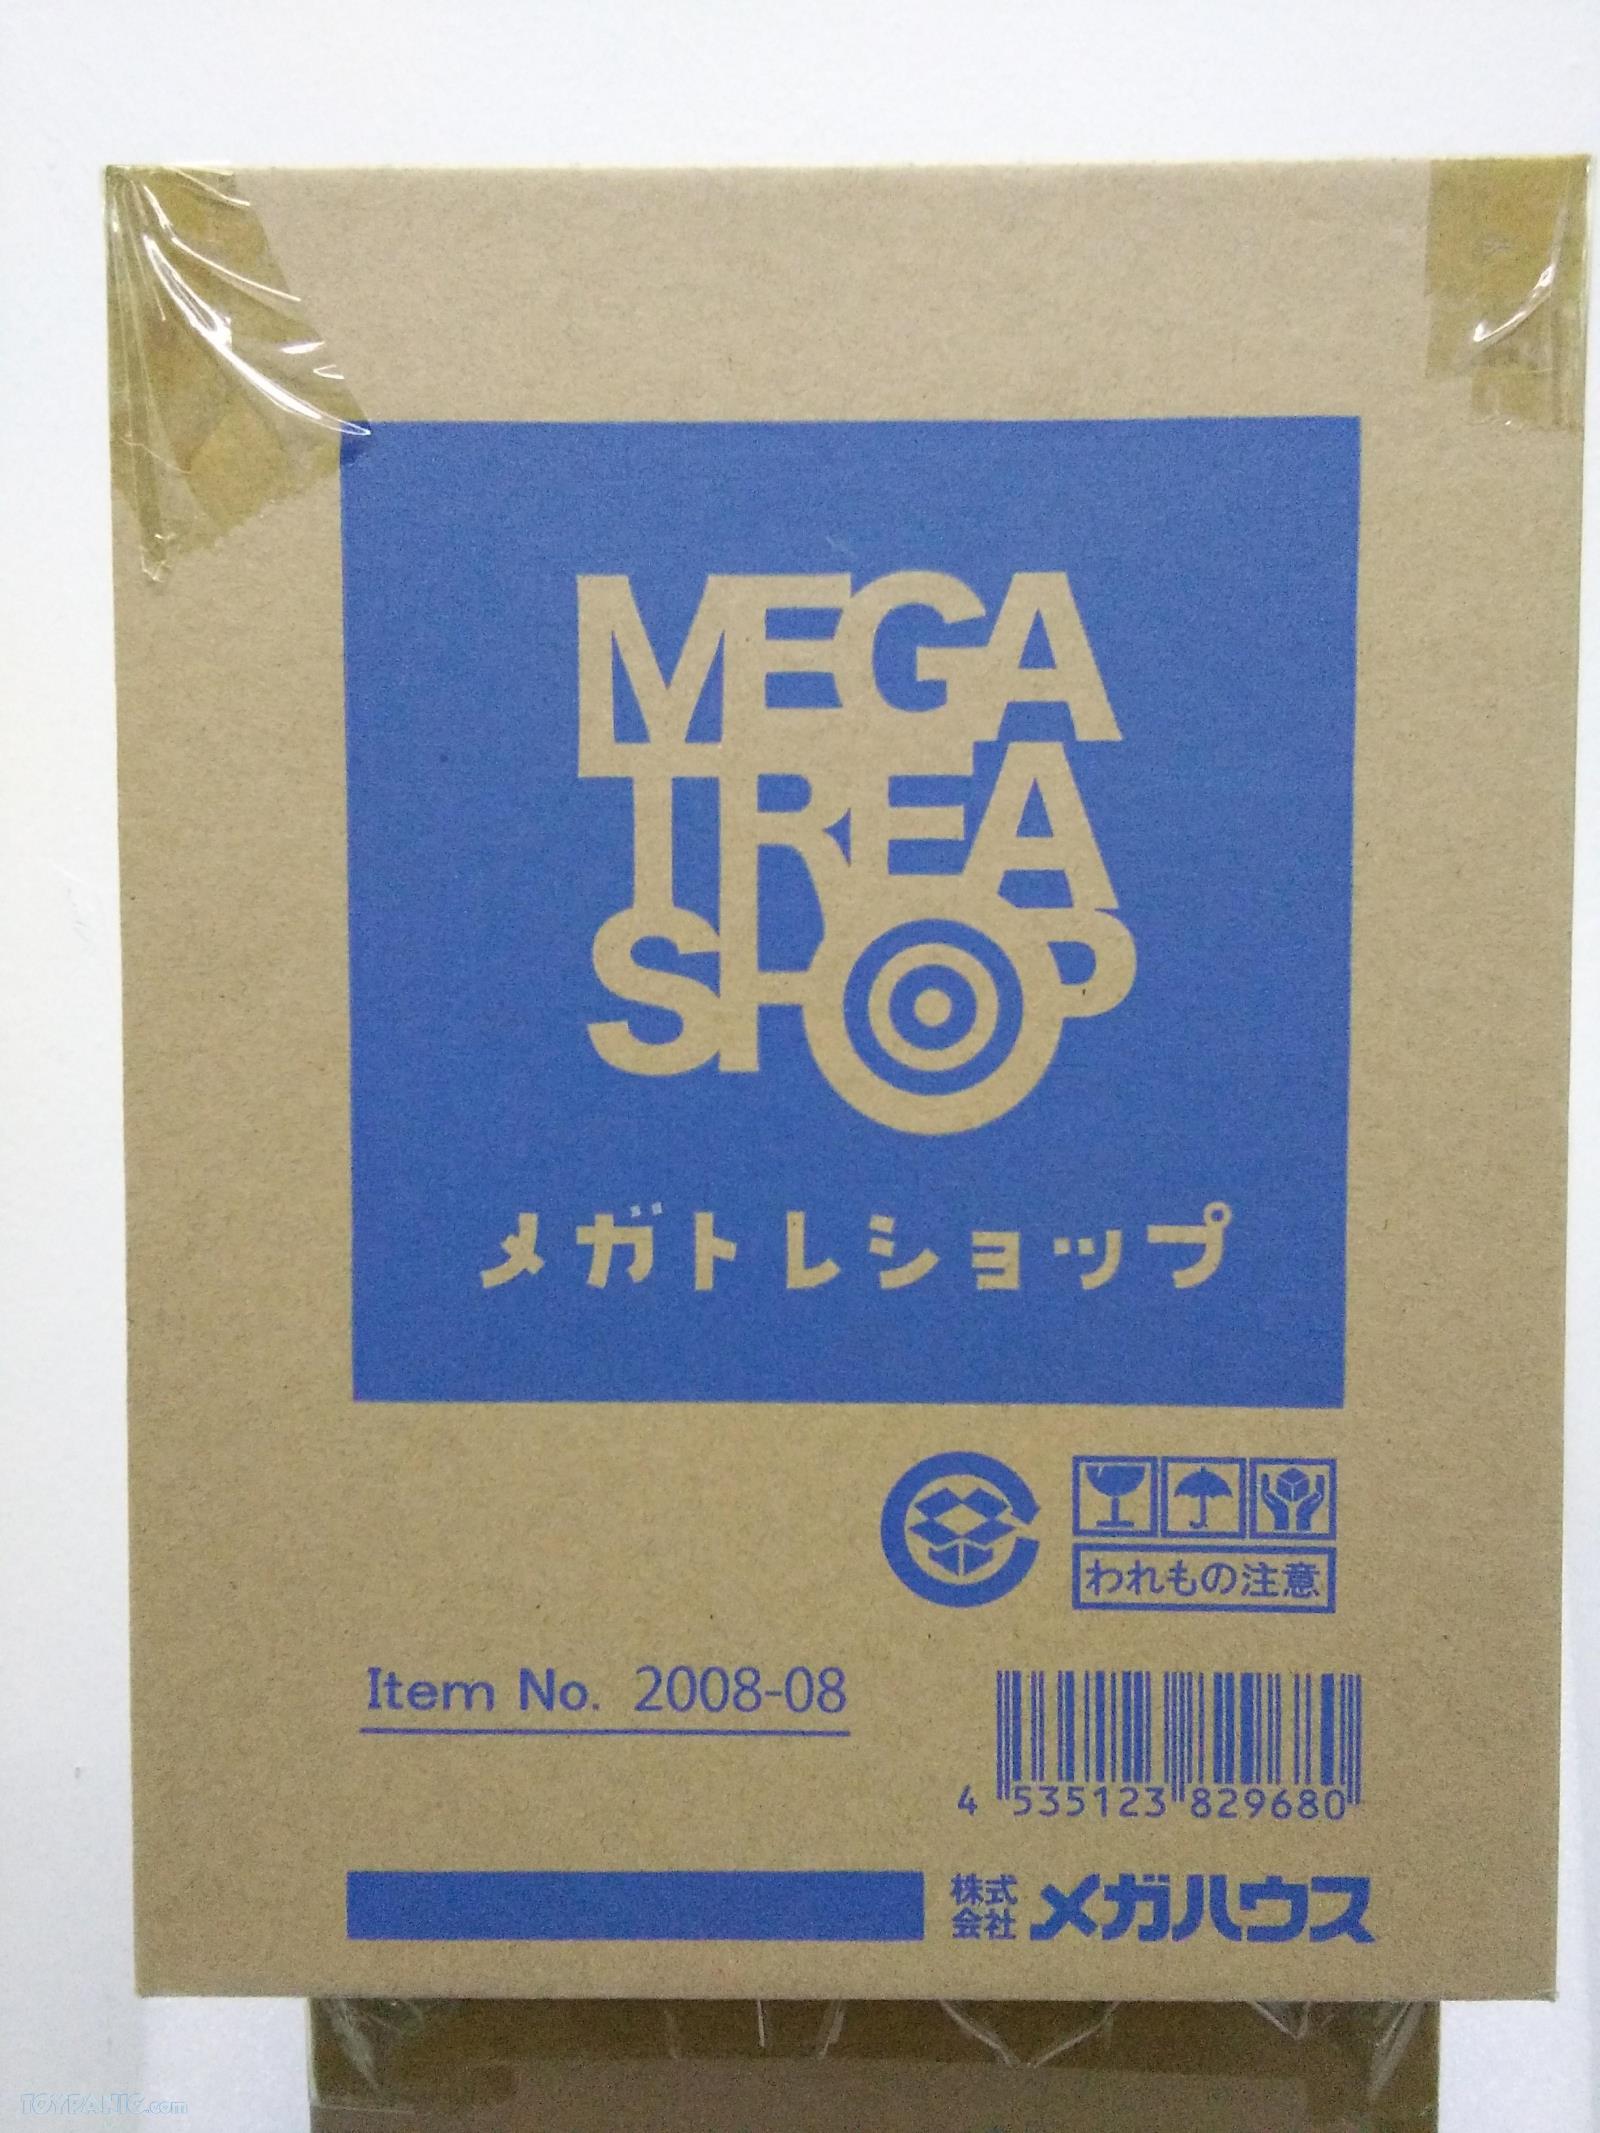 MEGA
TREA
SHOP
メガトレショップ
われもの注意
Item No. 2008-08
4 535123 829680
株式会社 メガハウス
TOYPANIC.com